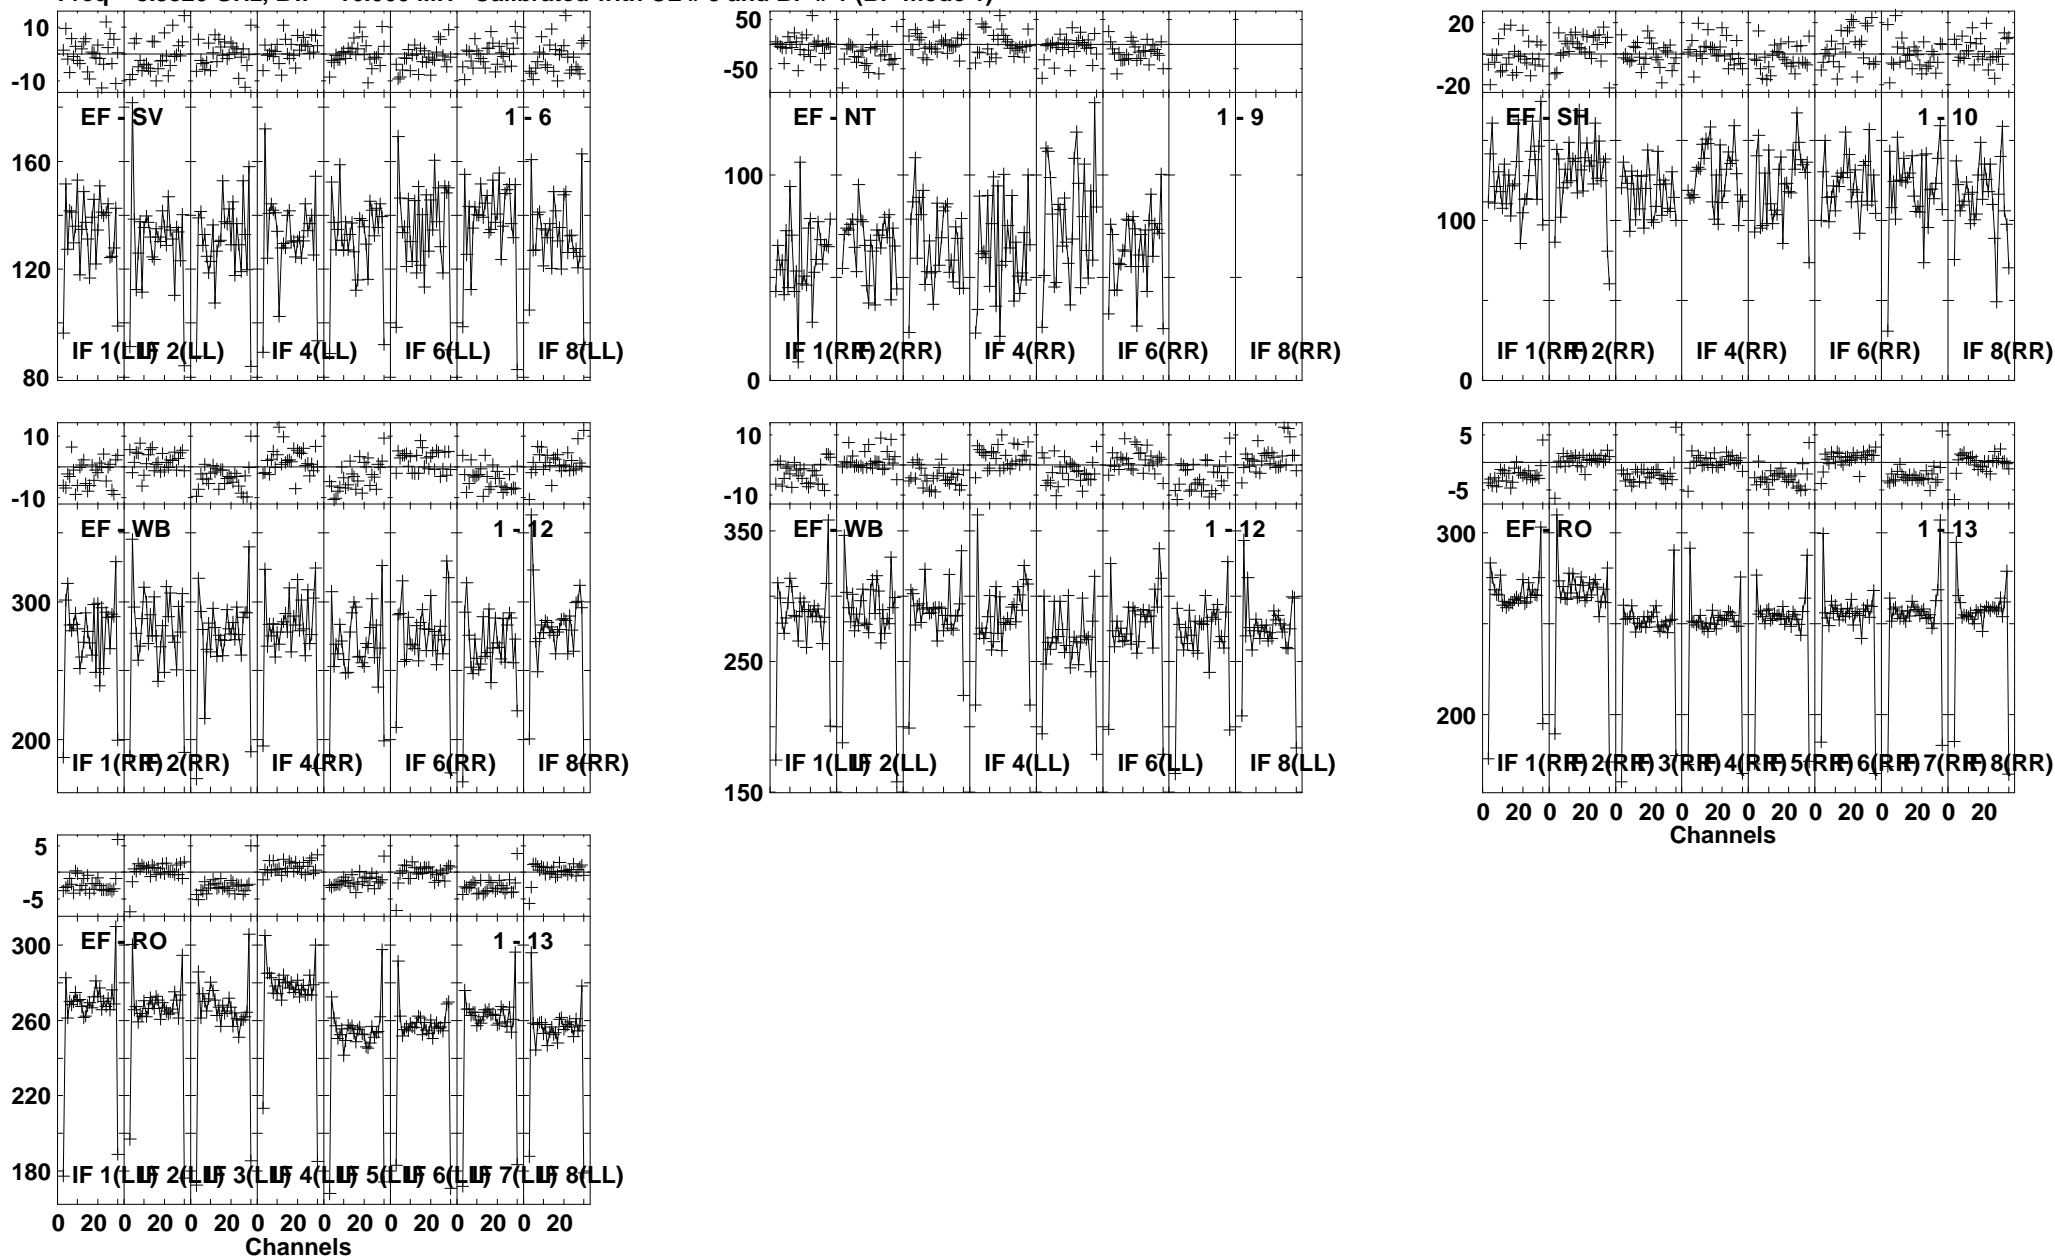 10
-10
EF - SV 1 - 6
160
120
80
IF 1(LL) IF 2(LL) IF 4(LL) IF 6(LL) IF 8(LL)
50
-50
EF - NT 1 - 9
100
0
IF 1(RR) IF 2(RR) IF 4(RR) IF 6(RR) IF 8(RR)
20
-20
EF - SH 1 - 10
100
0
IF 1(RR) IF 2(RR) IF 4(RR) IF 6(RR) IF 8(RR)
10
-10
EF - WB 1 - 12
300
200
IF 1(RR) IF 2(RR) IF 4(RR) IF 6(RR) IF 8(RR)
10
-10
EF - WB 1 - 12
350
250
150
IF 1(LL) IF 2(LL) IF 4(LL) IF 6(LL) IF 8(LL)
5
-5
EF - RO 1 - 13
300
200
IF 1(RR) IF 2(RR) IF 3(RR) IF 4(RR) IF 5(RR) IF 6(RR) IF 7(RR) IF 8(RR)
0 20 0 20 0 20 0 20 0 20 0 20 0 20 0 20
Channels
5
-5
EF - RO 1 - 13
300
260
220
180
IF 1(LL) IF 2(LL) IF 3(LL) IF 4(LL) IF 5(LL) IF 6(LL) IF 7(LL) IF 8(LL)
0 20 0 20 0 20 0 20 0 20 0 20 0 20 0 20
Channels